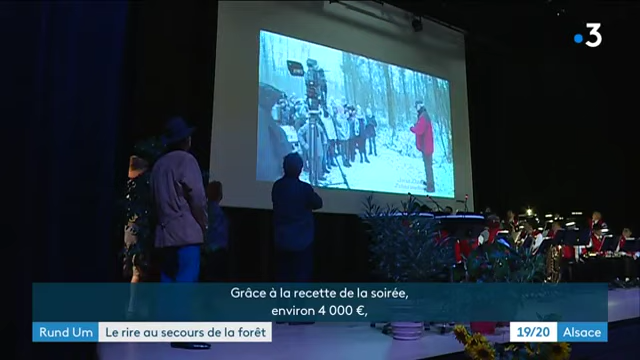 3
Grâce à la recette de la soirée,
environ 4 000 €,
Rund Um Le rire au secours de la forêt 19/20 Alsace